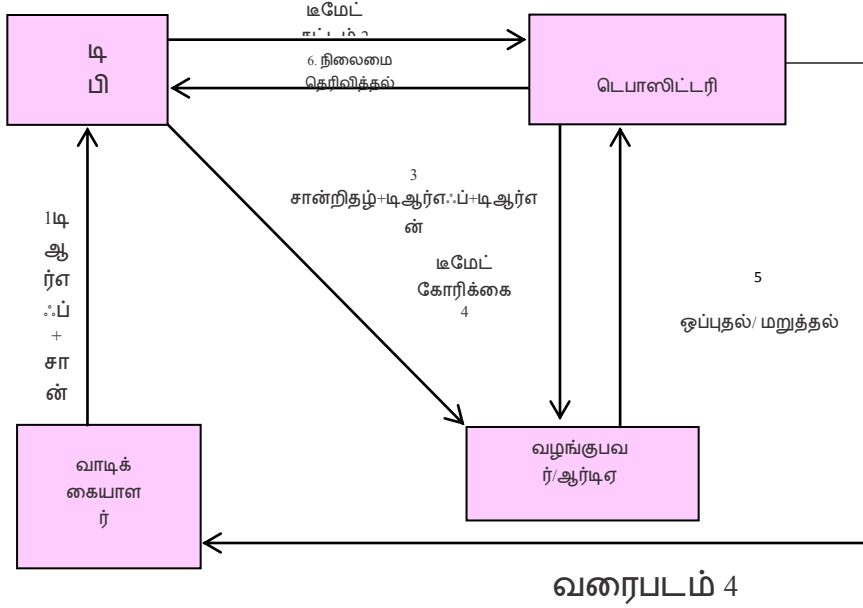 டீமேட்
6. நிலைமை
தெரிவித்தல்
டி
பி
டெபாஸிட்டரி
3
சான்றிதழ்+டிஆர்எஃப்+டிஆர்எ
ன்
டீமேட்
கோரிக்கை
4
5
ஒப்புதல்/ மறுத்தல்
1டி
ஆ
ர்எ
ஃப்
+
சா
ன்
வாடிக்
கையாள
ர்
வழங்குபவ
ர்/ஆர்டிஏ
வரைபடம் 4